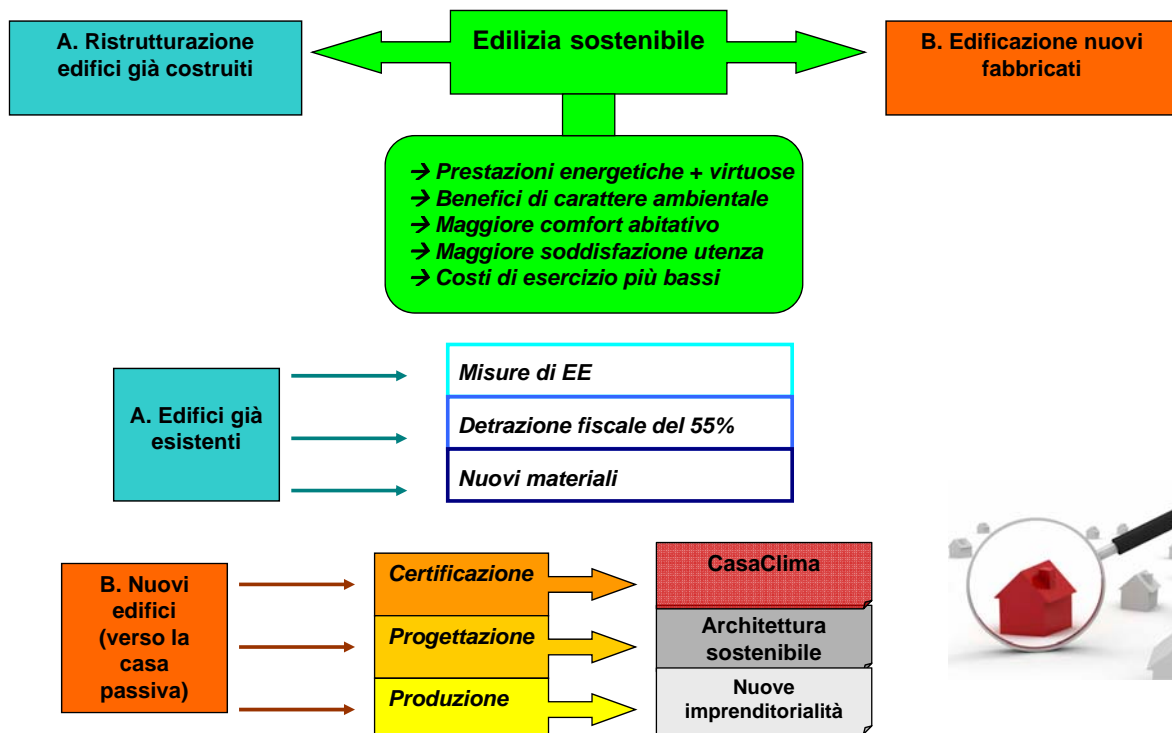 A. Ristrutturazione
edifici già costruiti
Edilizia sostenibile
B. Edificazione nuovi
fabbricati
→ Prestazioni energetiche + virtuose
→ Benefici di carattere ambientale
→ Maggiore comfort abitativo
→ Maggiore soddisfazione utenza
→ Costi di esercizio più bassi
A. Edifici già
esistenti
Misure di EE
Detrazione fiscale del 55%
Nuovi materiali
B. Nuovi
edifici
(verso la
casa
passiva)
Certificazione
CasaClima
Progettazione
Architettura
sostenibile
Produzione
Nuove
imprenditorialità